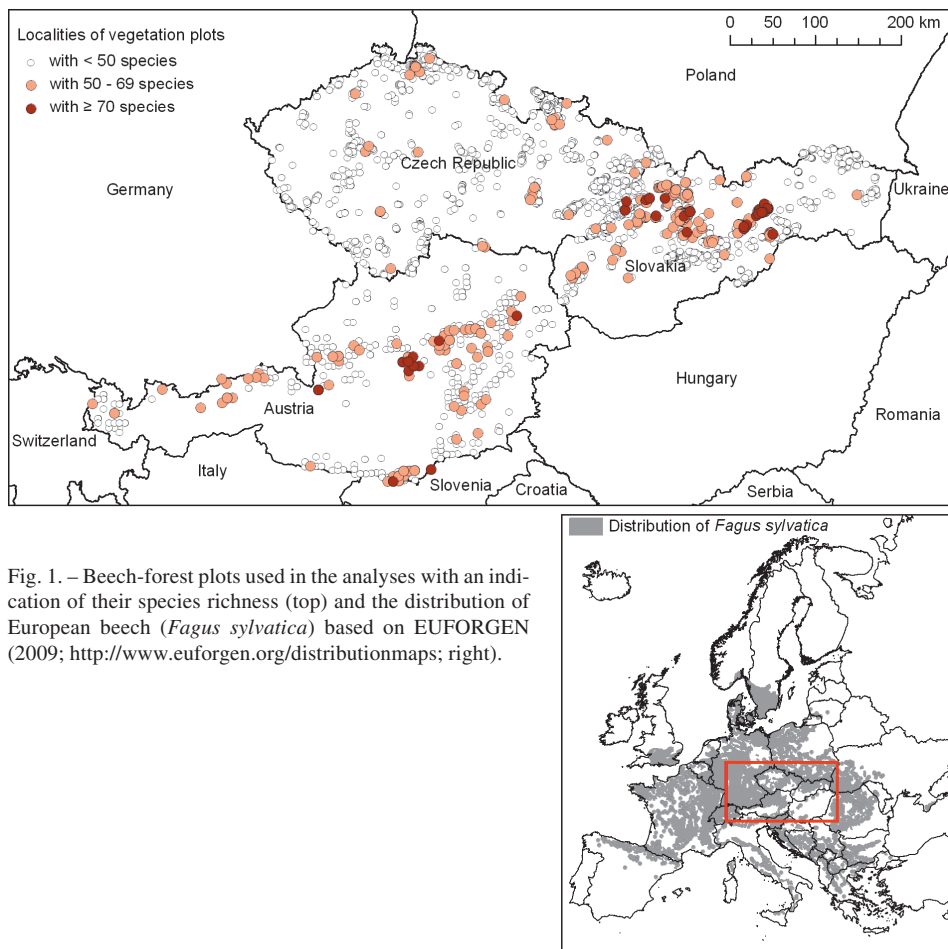 Localities of vegetation plots
with < 50 species
with 50 - 69 species
with ≥ 70 species
0 50 100 200 km
Poland
Germany
Czech Republic
Ukraine
Slovakia
Hungary
Austria
Romania
Switzerland
Italy
Slovenia
Croatia
Serbia
Distribution of Fagus sylvatica
Fig. 1. – Beech-forest plots used in the analyses with an indi-
cation of their species richness (top) and the distribution of
European beech (Fagus sylvatica) based on EUFORGEN
(2009; http://www.euforgen.org/distributionmaps; right).